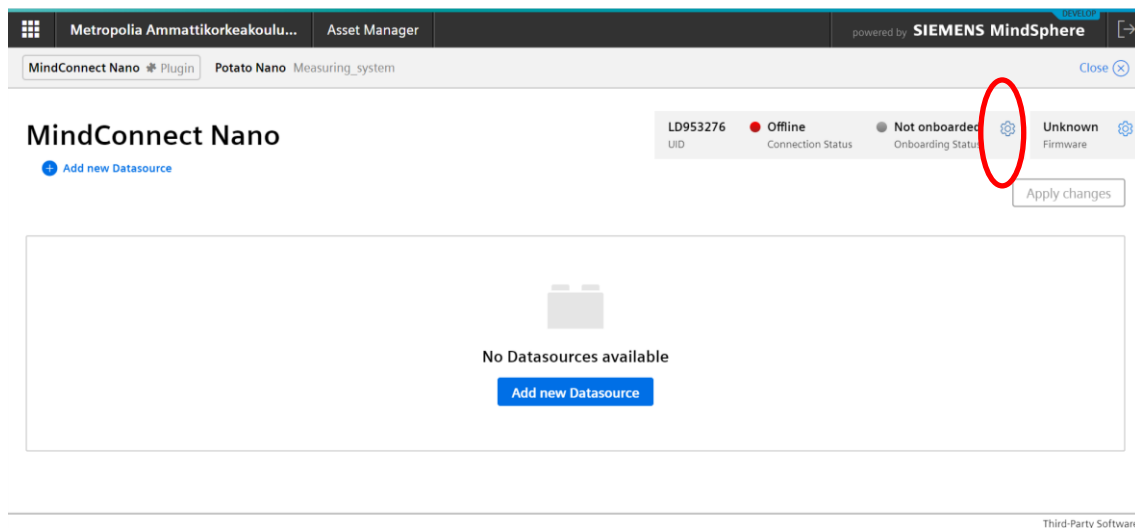 DEVELOP
Metropolia Ammattikorkeakoulu... Asset Manager powered by SIEMENS MindSphere
MindConnect Nano Plugin Potato Nano Measuring_system Close
MindConnect Nano
LD953276 Offline Not onboarded Unknown
UID Connection Status Onboarding Status Firmware
Add new Datasource
Apply changes
No Datasources available
Add new Datasource
Third-Party Software